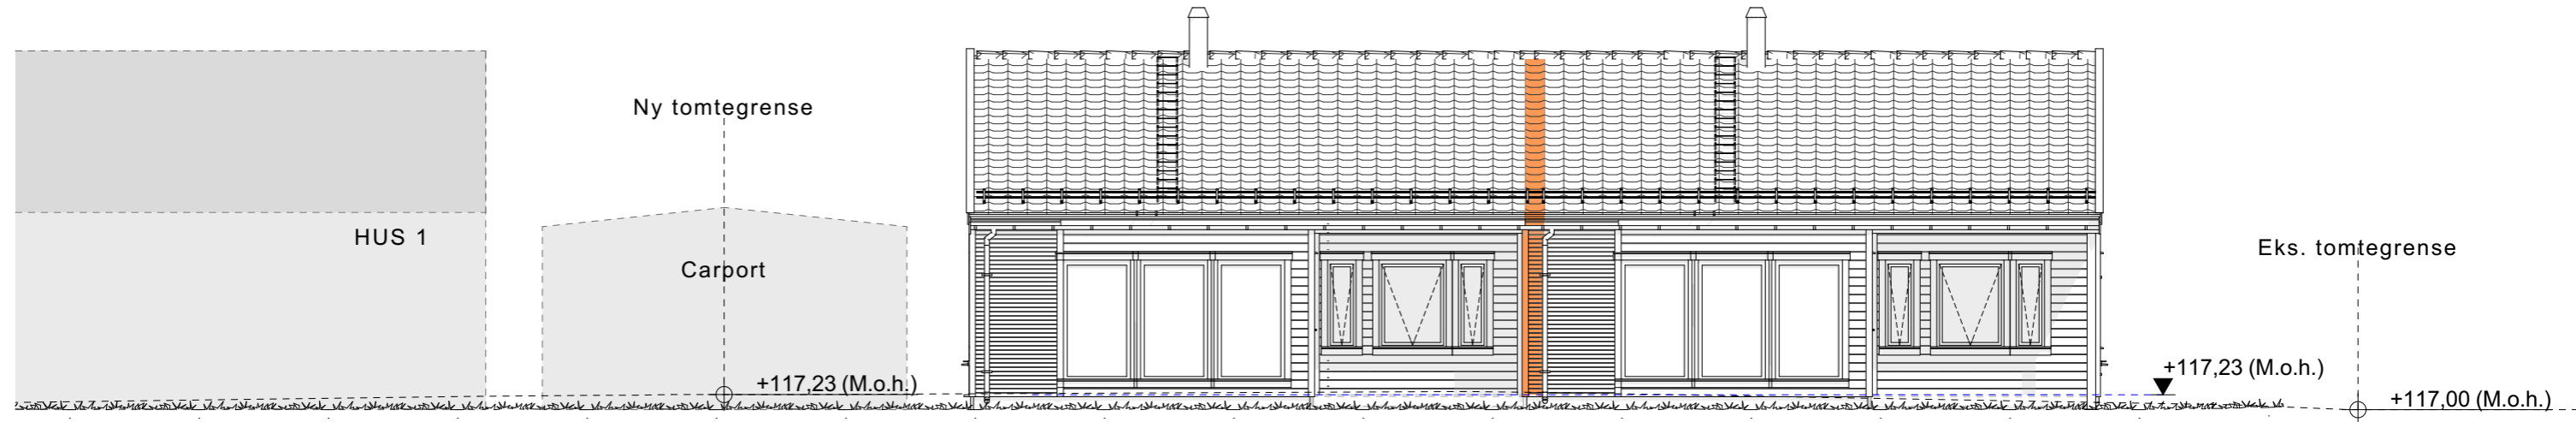 Ny tomtegrense
HUS 1
Carport
Eks. tomtegrense
+117,23 (M.o.h.)
+117,23 (M.o.h.)
+117,00 (M.o.h.)